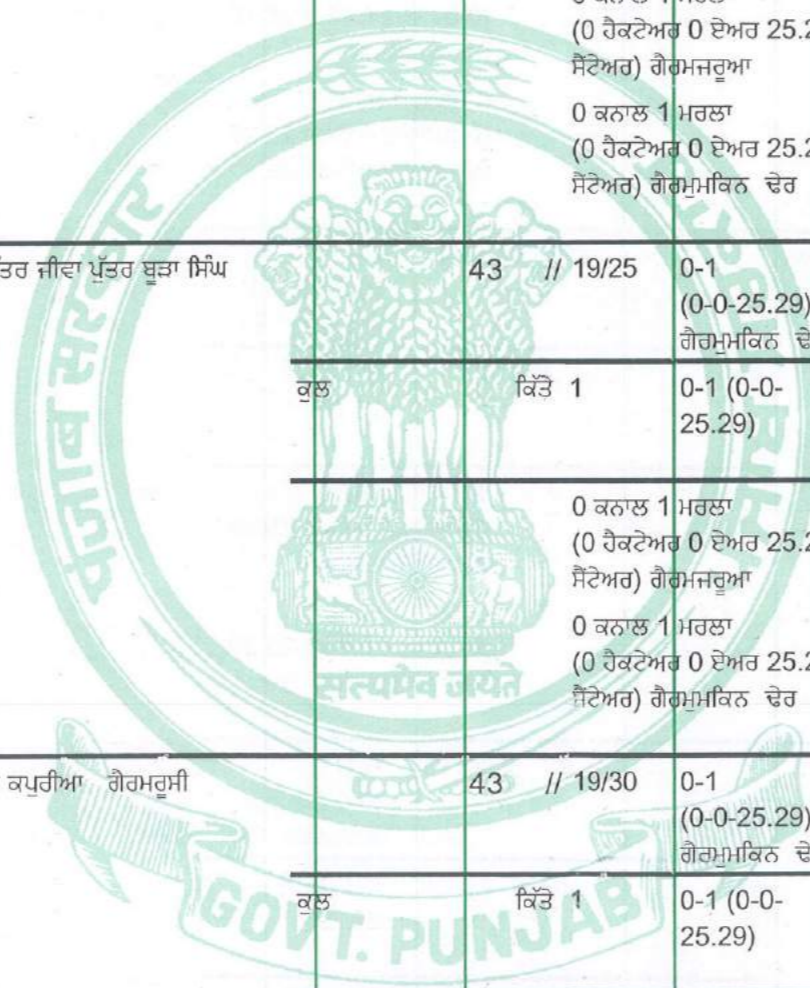 (0 ਹੈਕਟੇਅਰ 0 ਏਅਰ 25.2
ਸੈਂਟੇਅਰ) ਗੈਰਮਜਰੂਆ
0 ਕਨਾਲ 1 ਮਰਲਾ
(0 ਹੈਕਟੇਅਰ 0 ਏਅਰ 25.2
ਸੈਂਟੇਅਰ) ਗੈਰਮੁਮਕਿਨ ਢੇਰ
ਜੀਵਾ ਪੁੱਤਰ ਬੂੜਾ ਸਿੰਘ 43 // 19/25 0-1
(0-0-25.29)
ਗੈਰਮੁਮਕਿਨ
ਕੁਲ ਕਿੱਤੇ 1 0-1 (0-0-
25.29)
0 ਕਨਾਲ 1 ਮਰਲਾ
(0 ਹੈਕਟੇਅਰ 0 ਏਅਰ 25.2
ਸੈਂਟੇਅਰ) ਗੈਰਮਜਰੂਆ
0 ਕਨਾਲ 1 ਮਰਲਾ
(0 ਹੈਕਟੇਅਰ 0 ਏਅਰ 25.2
ਸੈਂਟੇਅਰ) ਗੈਰਮੁਮਕਿਨ ਢੇਰ
ਕਪੁਰੀਆ ਗੈਰਮਰੂਸੀ 43 // 19/30 0-1
(0-0-25.29)
ਗੈਰਮੁਮਕਿਨ
ਕੁਲ ਕਿੱਤੇ 1 0-1 (0-0-
25.29)
ਪੰਜਾਬ ਸਰਕਾਰ
सत्यमेव जयते
GOVT. PUNJAB